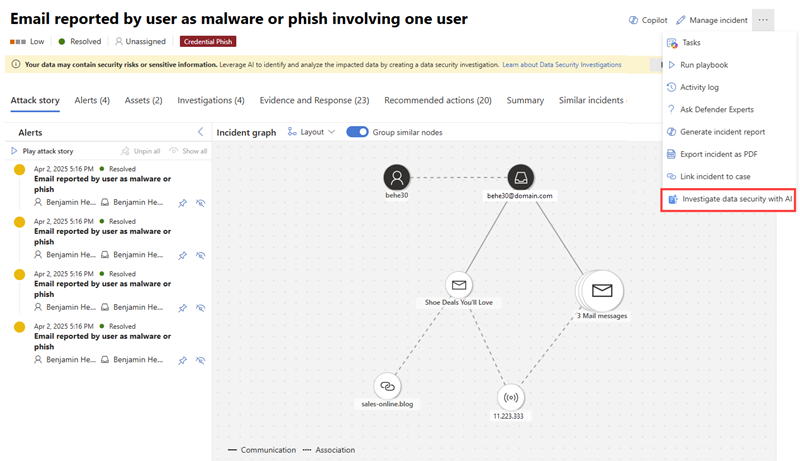 Email reported by user as malware or phish involving one user
Copilot
Manage incident
...
Low
Resolved
Unassigned
Credential Phish
Your data may contain security risks or sensitive information. Leverage AI to identify and analyze the impacted data by creating a data security investigation. Learn about Data Security Investigations
Attack story
Alerts (4)
Assets (2)
Investigations (4)
Evidence and Response (23)
Recommended actions (20)
Summary
Similar incidents
Tasks
Run playbook
Activity log
Ask Defender Experts
Generate incident report
Export incident as PDF
Link incident to case
Investigate data security with AI
Alerts
Play attack story
Unpin all
Show all
Apr 2, 2025 5:16 PM
Resolved
Email reported by user as malware or
phish
Benjamin He...
Benjamin He...
Apr 2, 2025 5:16 PM
Resolved
Email reported by user as malware or
phish
Benjamin He...
Benjamin He...
Apr 2, 2025 5:16 PM
Resolved
Email reported by user as malware or
phish
Benjamin He...
Benjamin He...
Apr 2, 2025 5:16 PM
Resolved
Email reported by user as malware or
phish
Benjamin He...
Benjamin He...
Incident graph
Layout
Group similar nodes
behe30
behe30@domain.com
Shoe Deals You'll Love
3 Mail messages
sales-online.blog
11.223.333
Communication
Association